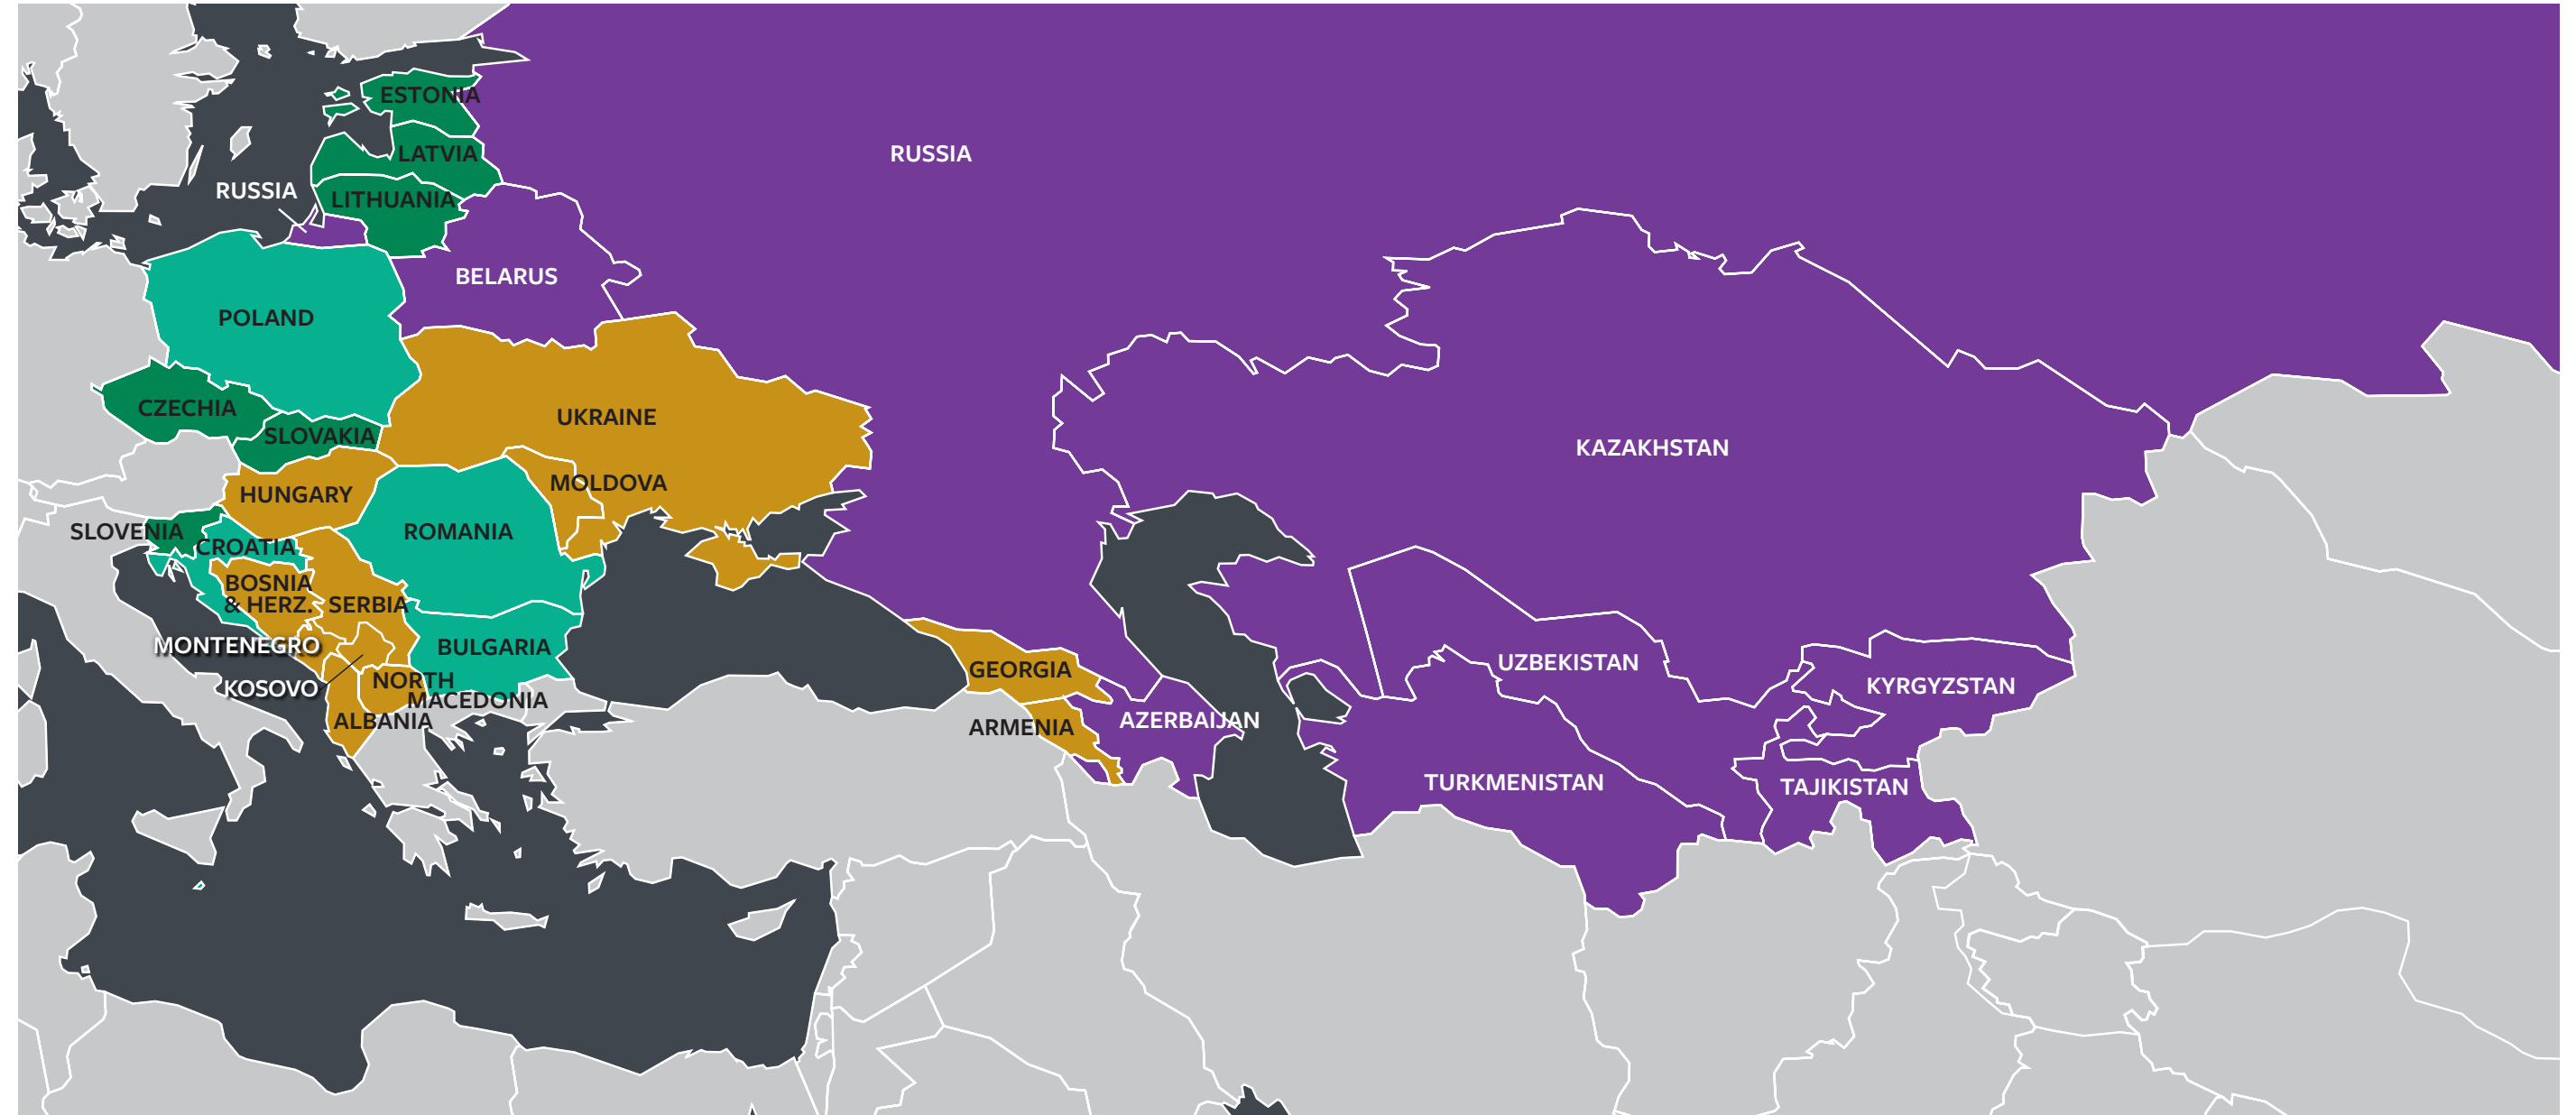 ESTONIA
LATVIA
RUSSIA
RUSSIA
LITHUANIA
BELARUS
POLAND
CZECHIA
UKRAINE
SLOVAKIA
KAZAKHSTAN
HUNGARY
MOLDOVA
SLOVENIA
CROATIA
ROMANIA
BOSNIA
& HERZ.
SERBIA
MONTENEGRO
BULGARIA
KOSOVO
NORTH
MACEDONIA
ALBANIA
GEORGIA
ARMENIA
AZERBAIJAN
UZBEKISTAN
KYRGYZSTAN
TURKMENISTAN
TAJIKISTAN